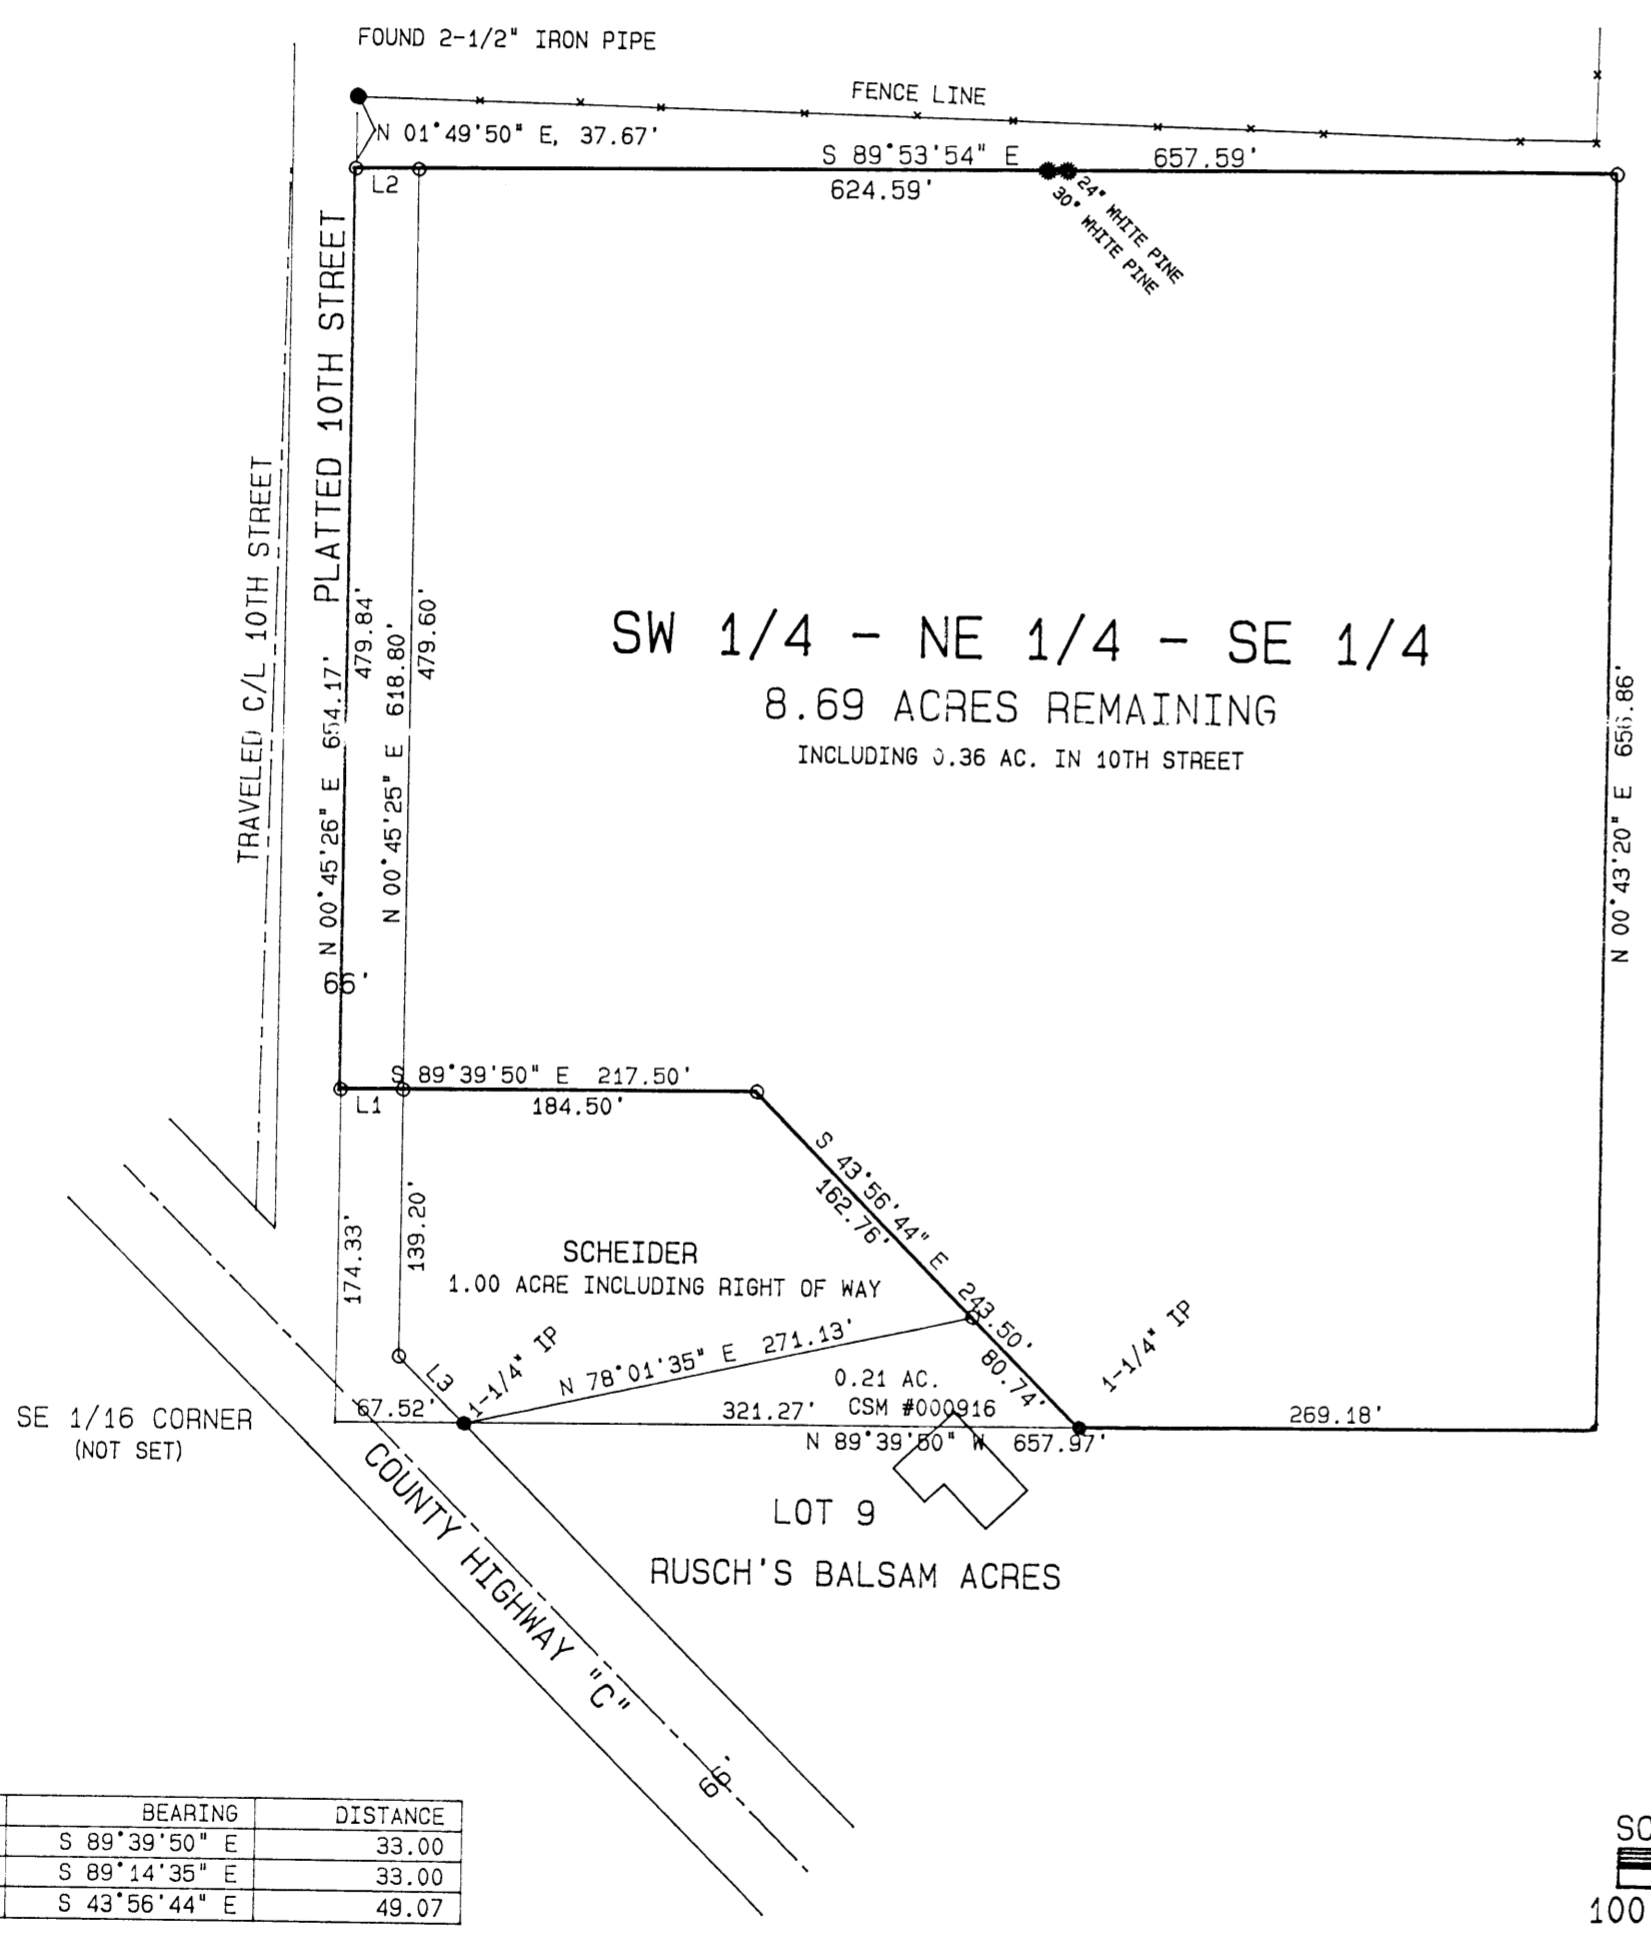 FOUND 2-1/2" IRON PIPE
FENCE LINE
N 01°49'50" E, 37.67'
S 89°53'54" E 657.59'
L2
624.59'
24" WHITE PINE
30" WHITE PINE
PLATTED 10TH STREET
TRAVELED C/L 10TH STREET
479.84'
N 00°45'26" E 654.17'
N 00°45'25" E 618.80'
479.60'
SW 1/4 - NE 1/4 - SE 1/4
8.69 ACRES REMAINING
INCLUDING 0.36 AC. IN 10TH STREET
N 00°43'20" E 656.86'
66'
S 89°39'50" E 217.50'
L1
184.50'
S 43°56'44" E 243.50'
162.76'
174.33'
139.20'
SCHEIDER
1.00 ACRE INCLUDING RIGHT OF WAY
L3
1-1/4" IP
N 78°01'35" E 271.13'
80.74'
1-1/4" IP
0.21 AC.
CSM #000916
67.52'
321.27'
269.18'
N 89°39'50" W 657.97'
SE 1/16 CORNER
(NOT SET)
COUNTY HIGHWAY "C"
LOT 9
RUSCH'S BALSAM ACRES
66'
BEARING DISTANCE
S 89°39'50" E 33.00
S 89°14'35" E 33.00
S 43°56'44" E 49.07
SC
100